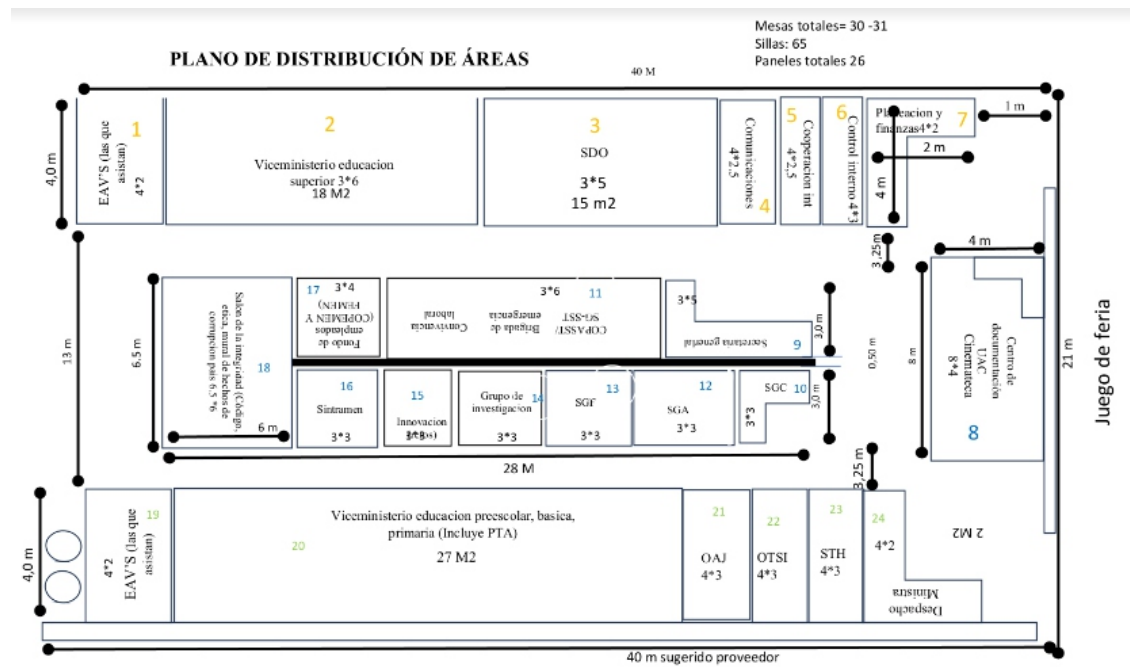 Mesas totales= 30 -31
Sillas: 65
Paneles totales 26
PLANO DE DISTRIBUCIÓN DE ÁREAS
40 M
4,0 m
EAV'S (las que
asistan)
4*2
1
2
Viceministerio educacion
superior 3*6
18 M2
3
SDO
3*5
15 m2
Comunicaciones
4*2.5
4
5
Cooperacion int
4*2,5
6
Control interno 4*3
Planeacion y
finanzas4*2
7
1 m
2 m
4 m
3,25m
4 m
13 m
6.5 m
Salon de la integridad (Código,
etica, mural de hechos de
corrupcion pais 6,5 *6
18
6 m
17
3*4
Fondo de
empleados
(COPEMEN Y
FEMEN)
3*6
11
COPASST/
SG-SST
Brigada de
emergencia
Convivencia
laboral
3*5
Secretaria generial
9
3,0 m
0,50 m
8 m
Centro de
documentación
UAC
Cinemateca
8*4
8
21 m
Juego de feria
16
Sintramen
3*3
15
Innovacion
3*3
14
Grupo de
investigacion
3*3
13
SGF
3*3
12
SGA
3*3
SGC
10
3*3
3,0 m
28 M
3,25 m
4,0 m
19
EAV'S (las que
asistan)
4*2
20
Viceministerio educacion preescolar, basica,
primaria (Incluye PTA)
27 M2
21
OAJ
4*3
22
OTSI
4*3
23
STH
4*3
24
4*2
Despacho
Ministra
2 M2
40 m sugerido proveedor